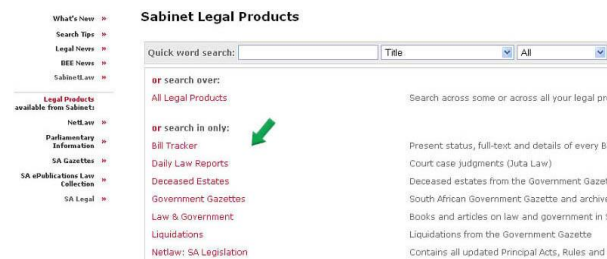 What's New »
Search Tips »
Legal News »
BEE News »
SabinetLaw »
Legal Products
available from Sabinet:
NetLaw »
Parliamentary
Information »
SA Gazettes »
SA ePublications Law
Collection »
SA Legal »
Sabinet Legal Products
Quick word search: Title All
or search over:
All Legal Products Search across some or across all your legal
or search in only:
Bill Tracker Present status, full-text and details of every
Daily Law Reports Court case judgments (Juta Law)
Deceased Estates Deceased estates from the Government
Government Gazettes South African Government Gazette and
Law & Government Books and articles on law and government in
Liquidations Liquidations from the Government Gazette
Netlaw: SA Legislation Contains all updated Principal Acts, Rules and